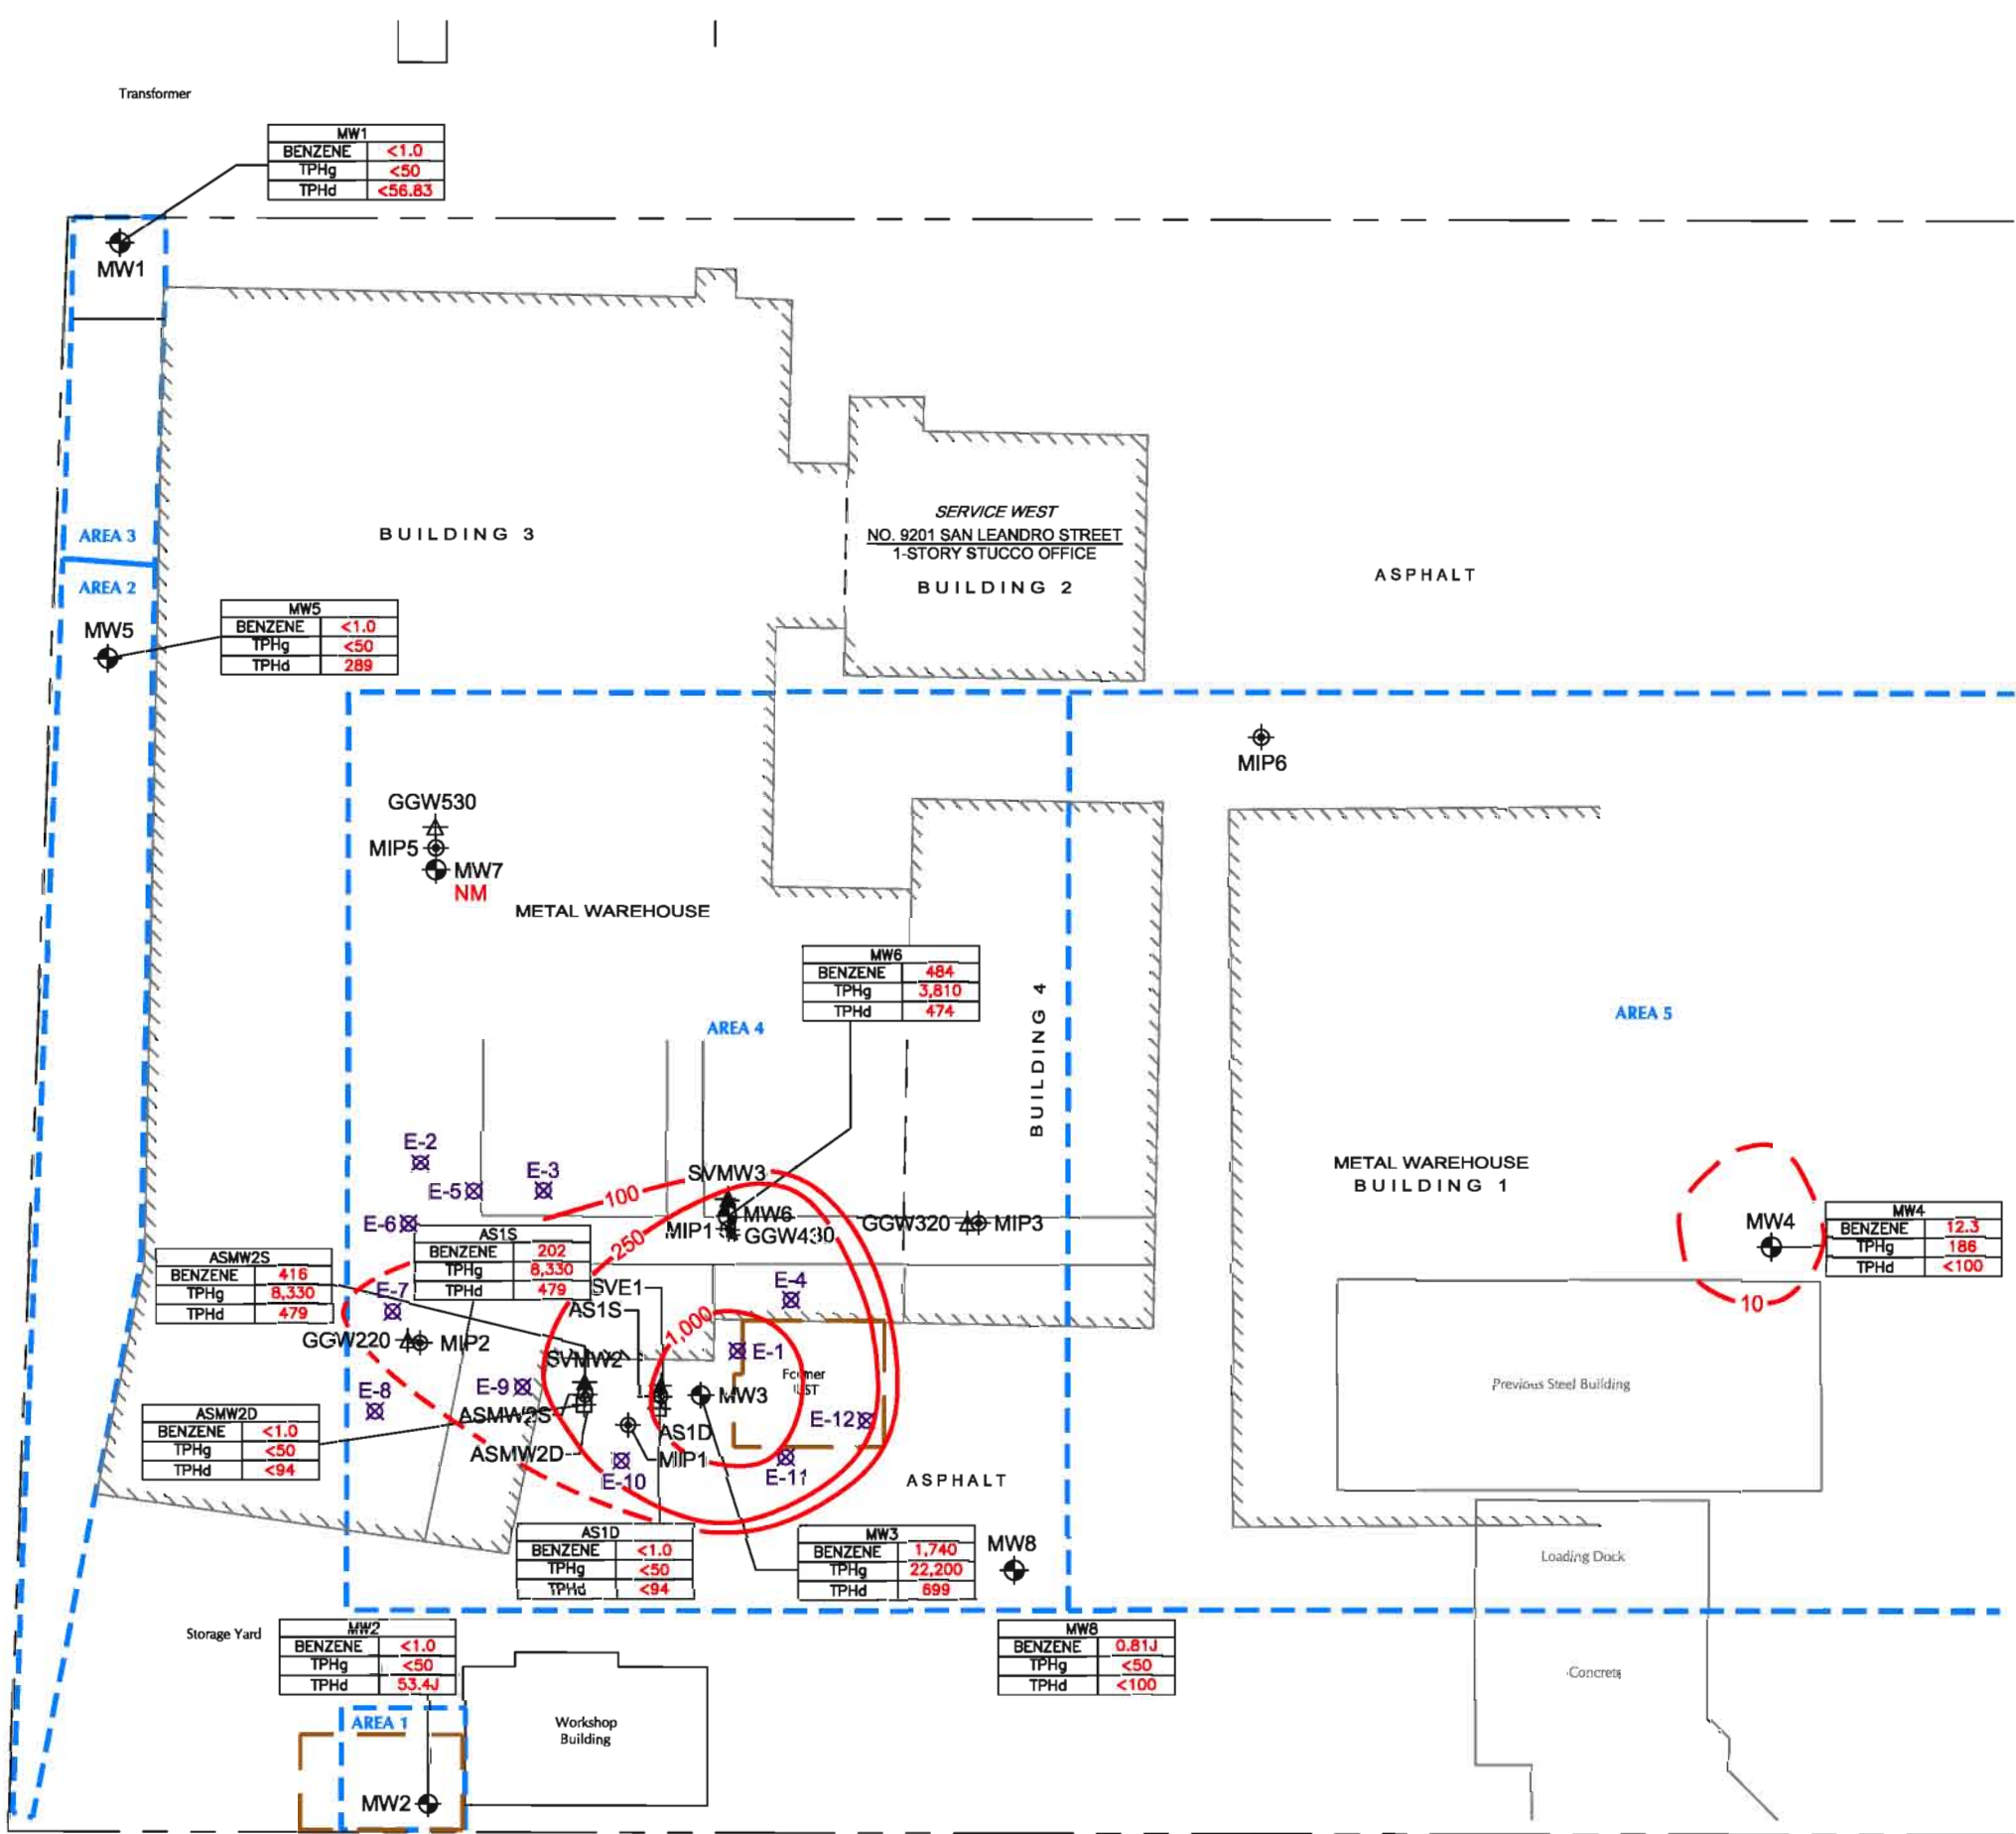 Transformer
MW1
BENZENE <1.0
TPHg <50
TPHd <56.83
MW1
SERVICE WEST
NO. 9201 SAN LEANDRO STREET
1-STORY STUCCO OFFICE
BUILDING 2
BUILDING 3
AREA 3
AREA 2
ASPHALT
MW5
MW5
BENZENE <1.0
TPHg <50
TPHd 289
MIP6
GGW530
MIP5
MW7
NM
METAL WAREHOUSE
MW6
BENZENE 484
TPHg 3,810
TPHd 474
AREA 4
BUILDING 4
AREA 5
METAL WAREHOUSE
BUILDING 1
E-2
E-3
E-5
E-6
100
SVMW3
MW6
MIP1
GGW430
GGW320
MIP3
250
MW4
MW4
BENZENE 12.3
TPHg 186
TPHd <100
10
AS1S
BENZENE 202
TPHg 8,330
TPHd 479
ASMW2S
BENZENE 416
TPHg 8,330
TPHd 479
E-7
SVE1
AS1S
E-4
1,000
GGW220
MIP2
SVMW2
E-1
Former
UST
MW3
E-8
E-9
ASMW2S
E-12
AS1D
ASMW2D
MIP1
E-10
E-11
ASPHALT
Previous Steel Building
ASMW2D
BENZENE <1.0
TPHg <50
TPHd <94
AS1D
BENZENE <1.0
TPHg <50
TPHd <94
MW3
BENZENE 1,740
TPHg 22,200
TPHd 699
MW8
Loading Dock
Storage Yard
MW2
BENZENE <1.0
TPHg <50
TPHd 53.4J
MW8
BENZENE 0.81J
TPHg <50
TPHd <100
Concrete
AREA 1
Workshop
Building
MW2